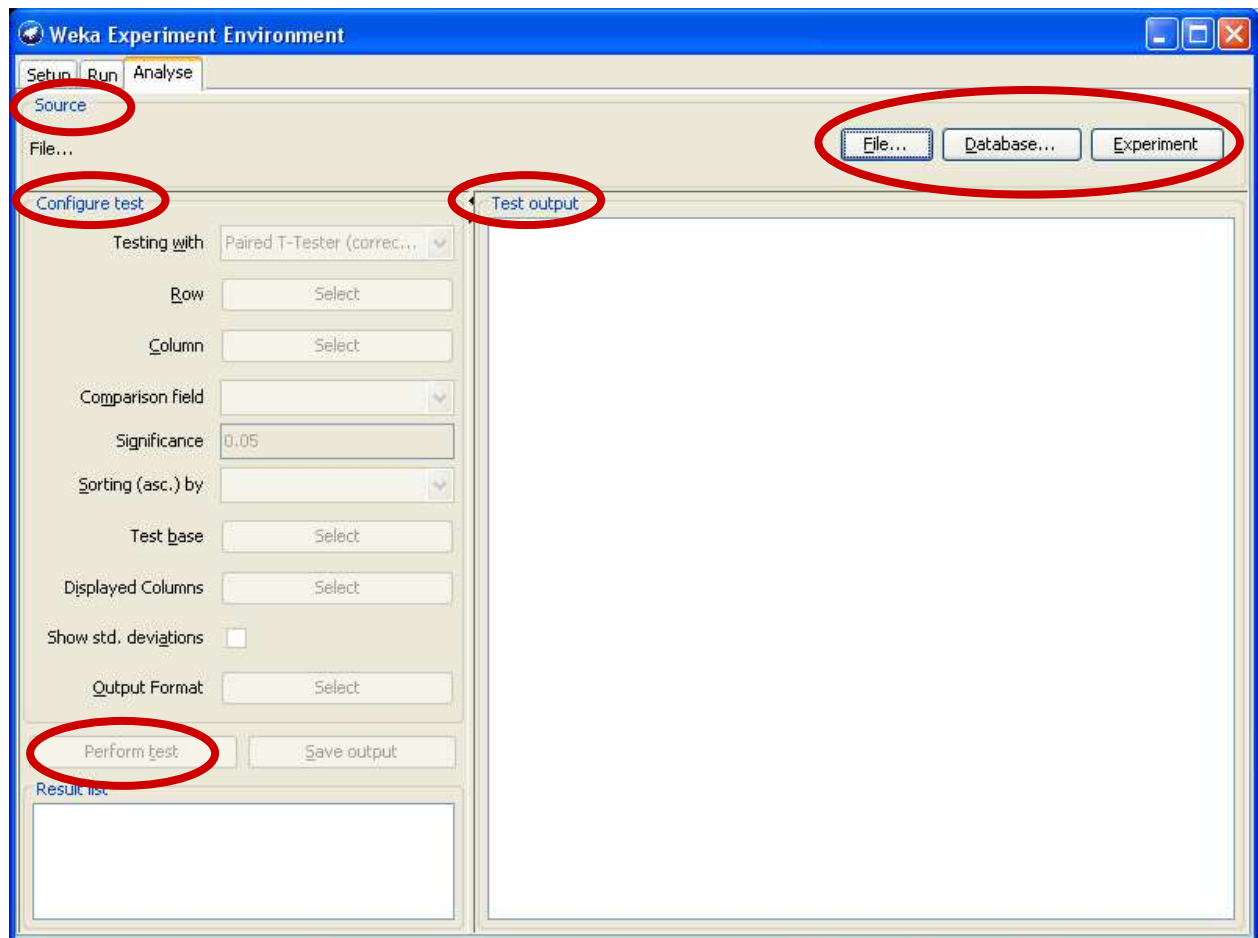 Weka Experiment Environment
Setup Run Analyse
Source
File...
File... Database... Experiment
Configure test
Testing with Paired T-Tester (correc...
Row Select
Column Select
Comparison field
Significance 0.05
Sorting (asc.) by
Test base Select
Displayed Columns Select
Show std. deviations
Output Format Select
Perform test Save output
Result list
Test output